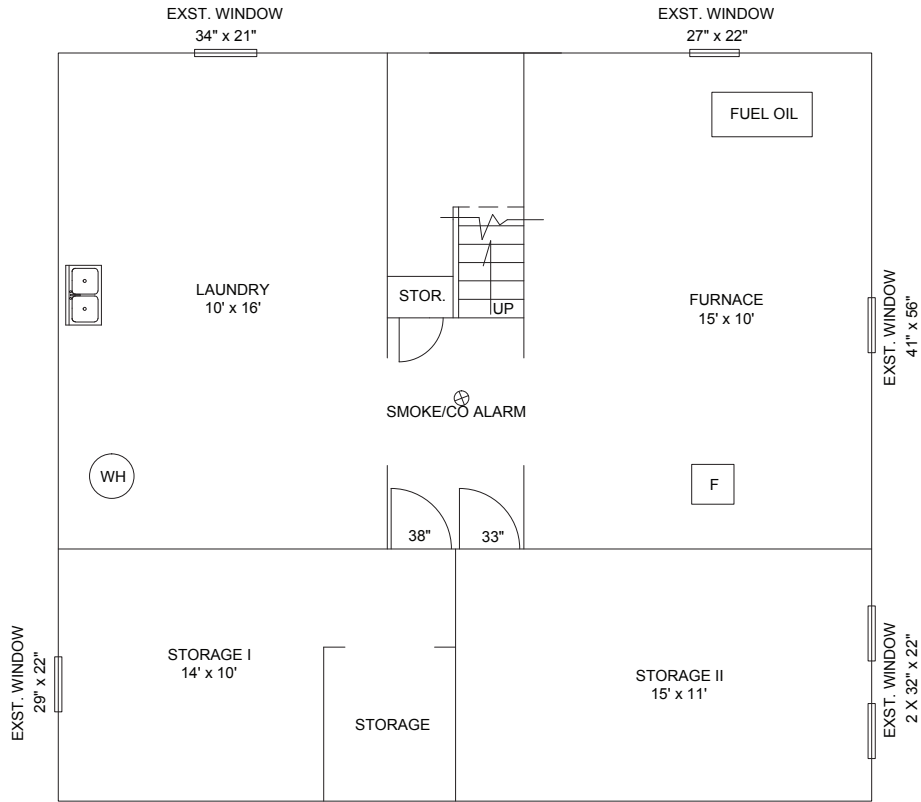 EXST. WINDOW
34" x 21"
EXST. WINDOW
27" x 22"
FUEL OIL
LAUNDRY
10' x 16'
STOR.
UP
FURNACE
15' x 10'
EXST. WINDOW
41" x 56"
SMOKE/CO ALARM
WH
F
38"
33"
EXST. WINDOW
29" x 22"
STORAGE I
14' x 10'
STORAGE
STORAGE II
15' x 11'
EXST. WINDOW
2 X 32" x 22"